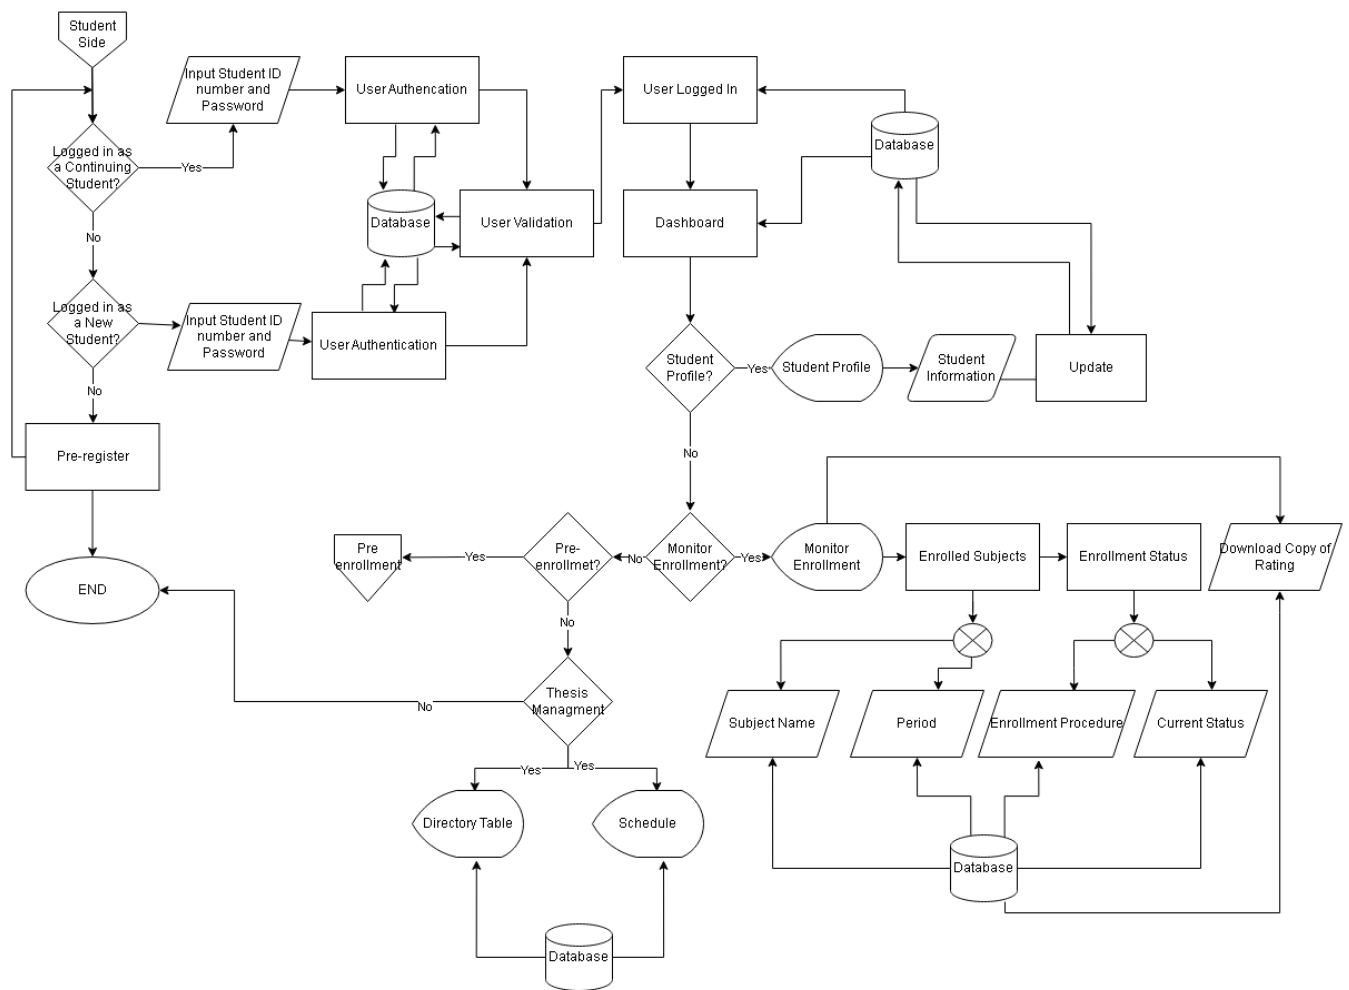 Student
Side
Input Student ID
number and
Password
User Authencation
User Logged In
Database
Logged in as
a Continuing
Student?
Yes
Database
User Validation
Dashboard
No
Logged in as
a New
Student?
Input Student ID
number and
Password
User Authentication
Student
Profile?
Yes
Student Profile
Student
Information
Update
No
Pre-register
No
Pre
enrollment
Yes
Pre-
enrollmet?
No
Monitor
Enrollment?
Yes
Monitor
Enrollment
Enrolled Subjects
Enrollment Status
Download Copy of
Rating
END
No
Thesis
Managment
No
Subject Name
Period
Enrollment Procedure
Current Status
Yes
Yes
Directory Table
Schedule
Database
Database